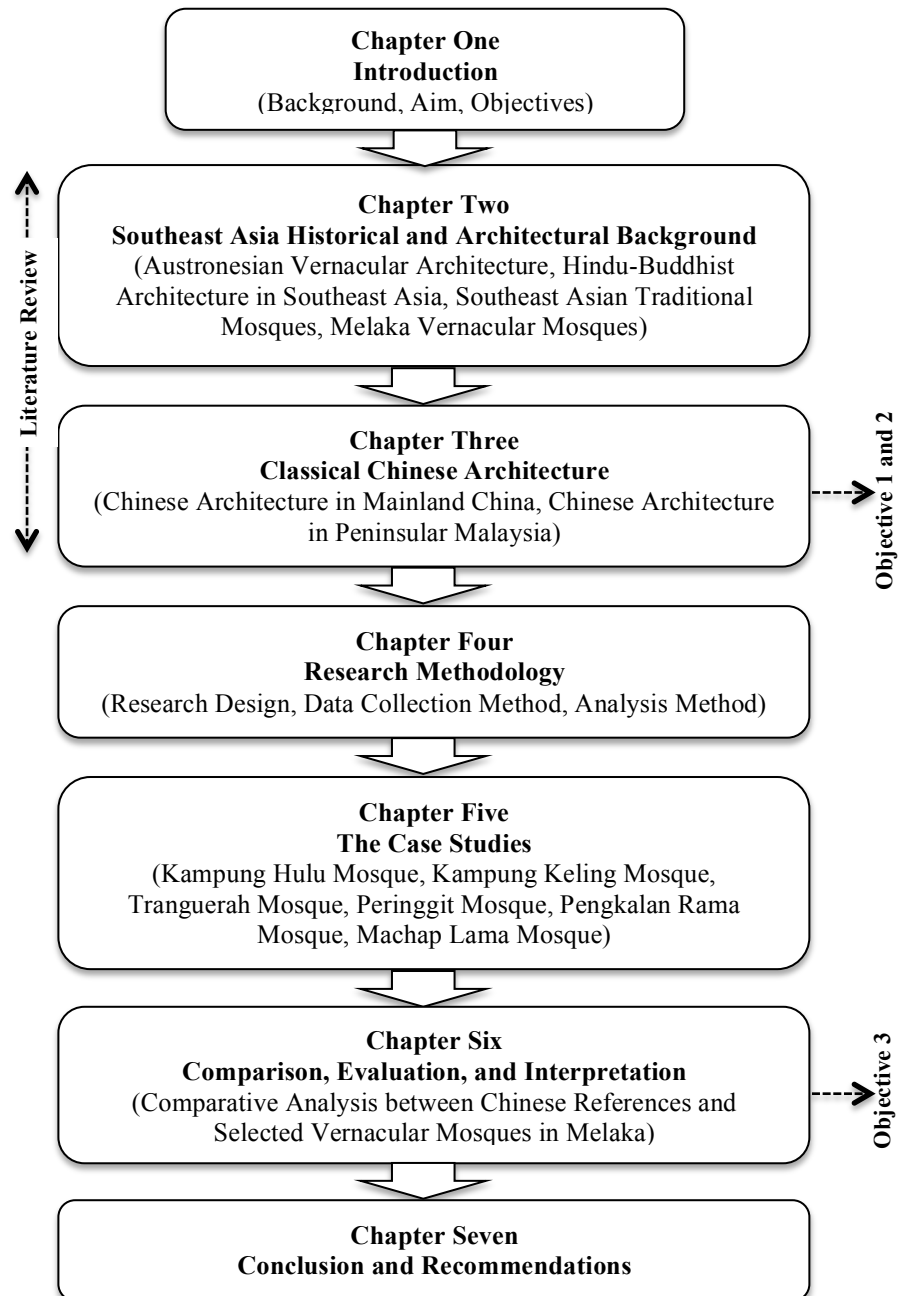 Chapter One
Introduction
(Background, Aim, Objectives)
Chapter Two
Southeast Asia Historical and Architectural Background
(Austronesian Vernacular Architecture, Hindu-Buddhist
Architecture in Southeast Asia, Southeast Asian Traditional
Mosques, Melaka Vernacular Mosques)
Literature Review
Chapter Three
Classical Chinese Architecture
(Chinese Architecture in Mainland China, Chinese Architecture
in Peninsular Malaysia)
Objective 1 and 2
Chapter Four
Research Methodology
(Research Design, Data Collection Method, Analysis Method)
Chapter Five
The Case Studies
(Kampung Hulu Mosque, Kampung Keling Mosque,
Tranguerah Mosque, Peringgit Mosque, Pengkalan Rama
Mosque, Machap Lama Mosque)
Chapter Six
Comparison, Evaluation, and Interpretation
(Comparative Analysis between Chinese References and
Selected Vernacular Mosques in Melaka)
Objective 3
Chapter Seven
Conclusion and Recommendations